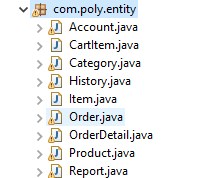 com.poly.entity
Account.java
CartItem.java
Category.java
History.java
Item.java
Order.java
OrderDetail.java
Product.java
Report.java